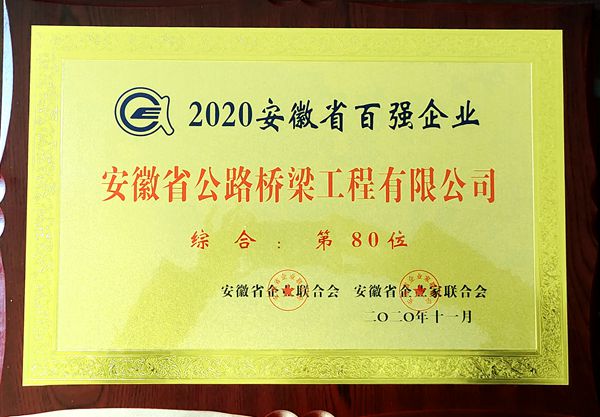 2020安徽省百强企业
安徽省公路桥梁工程有限公司
综合：第80位
安徽省企业联合会 安徽省企业家联合会
二〇二〇年十一月